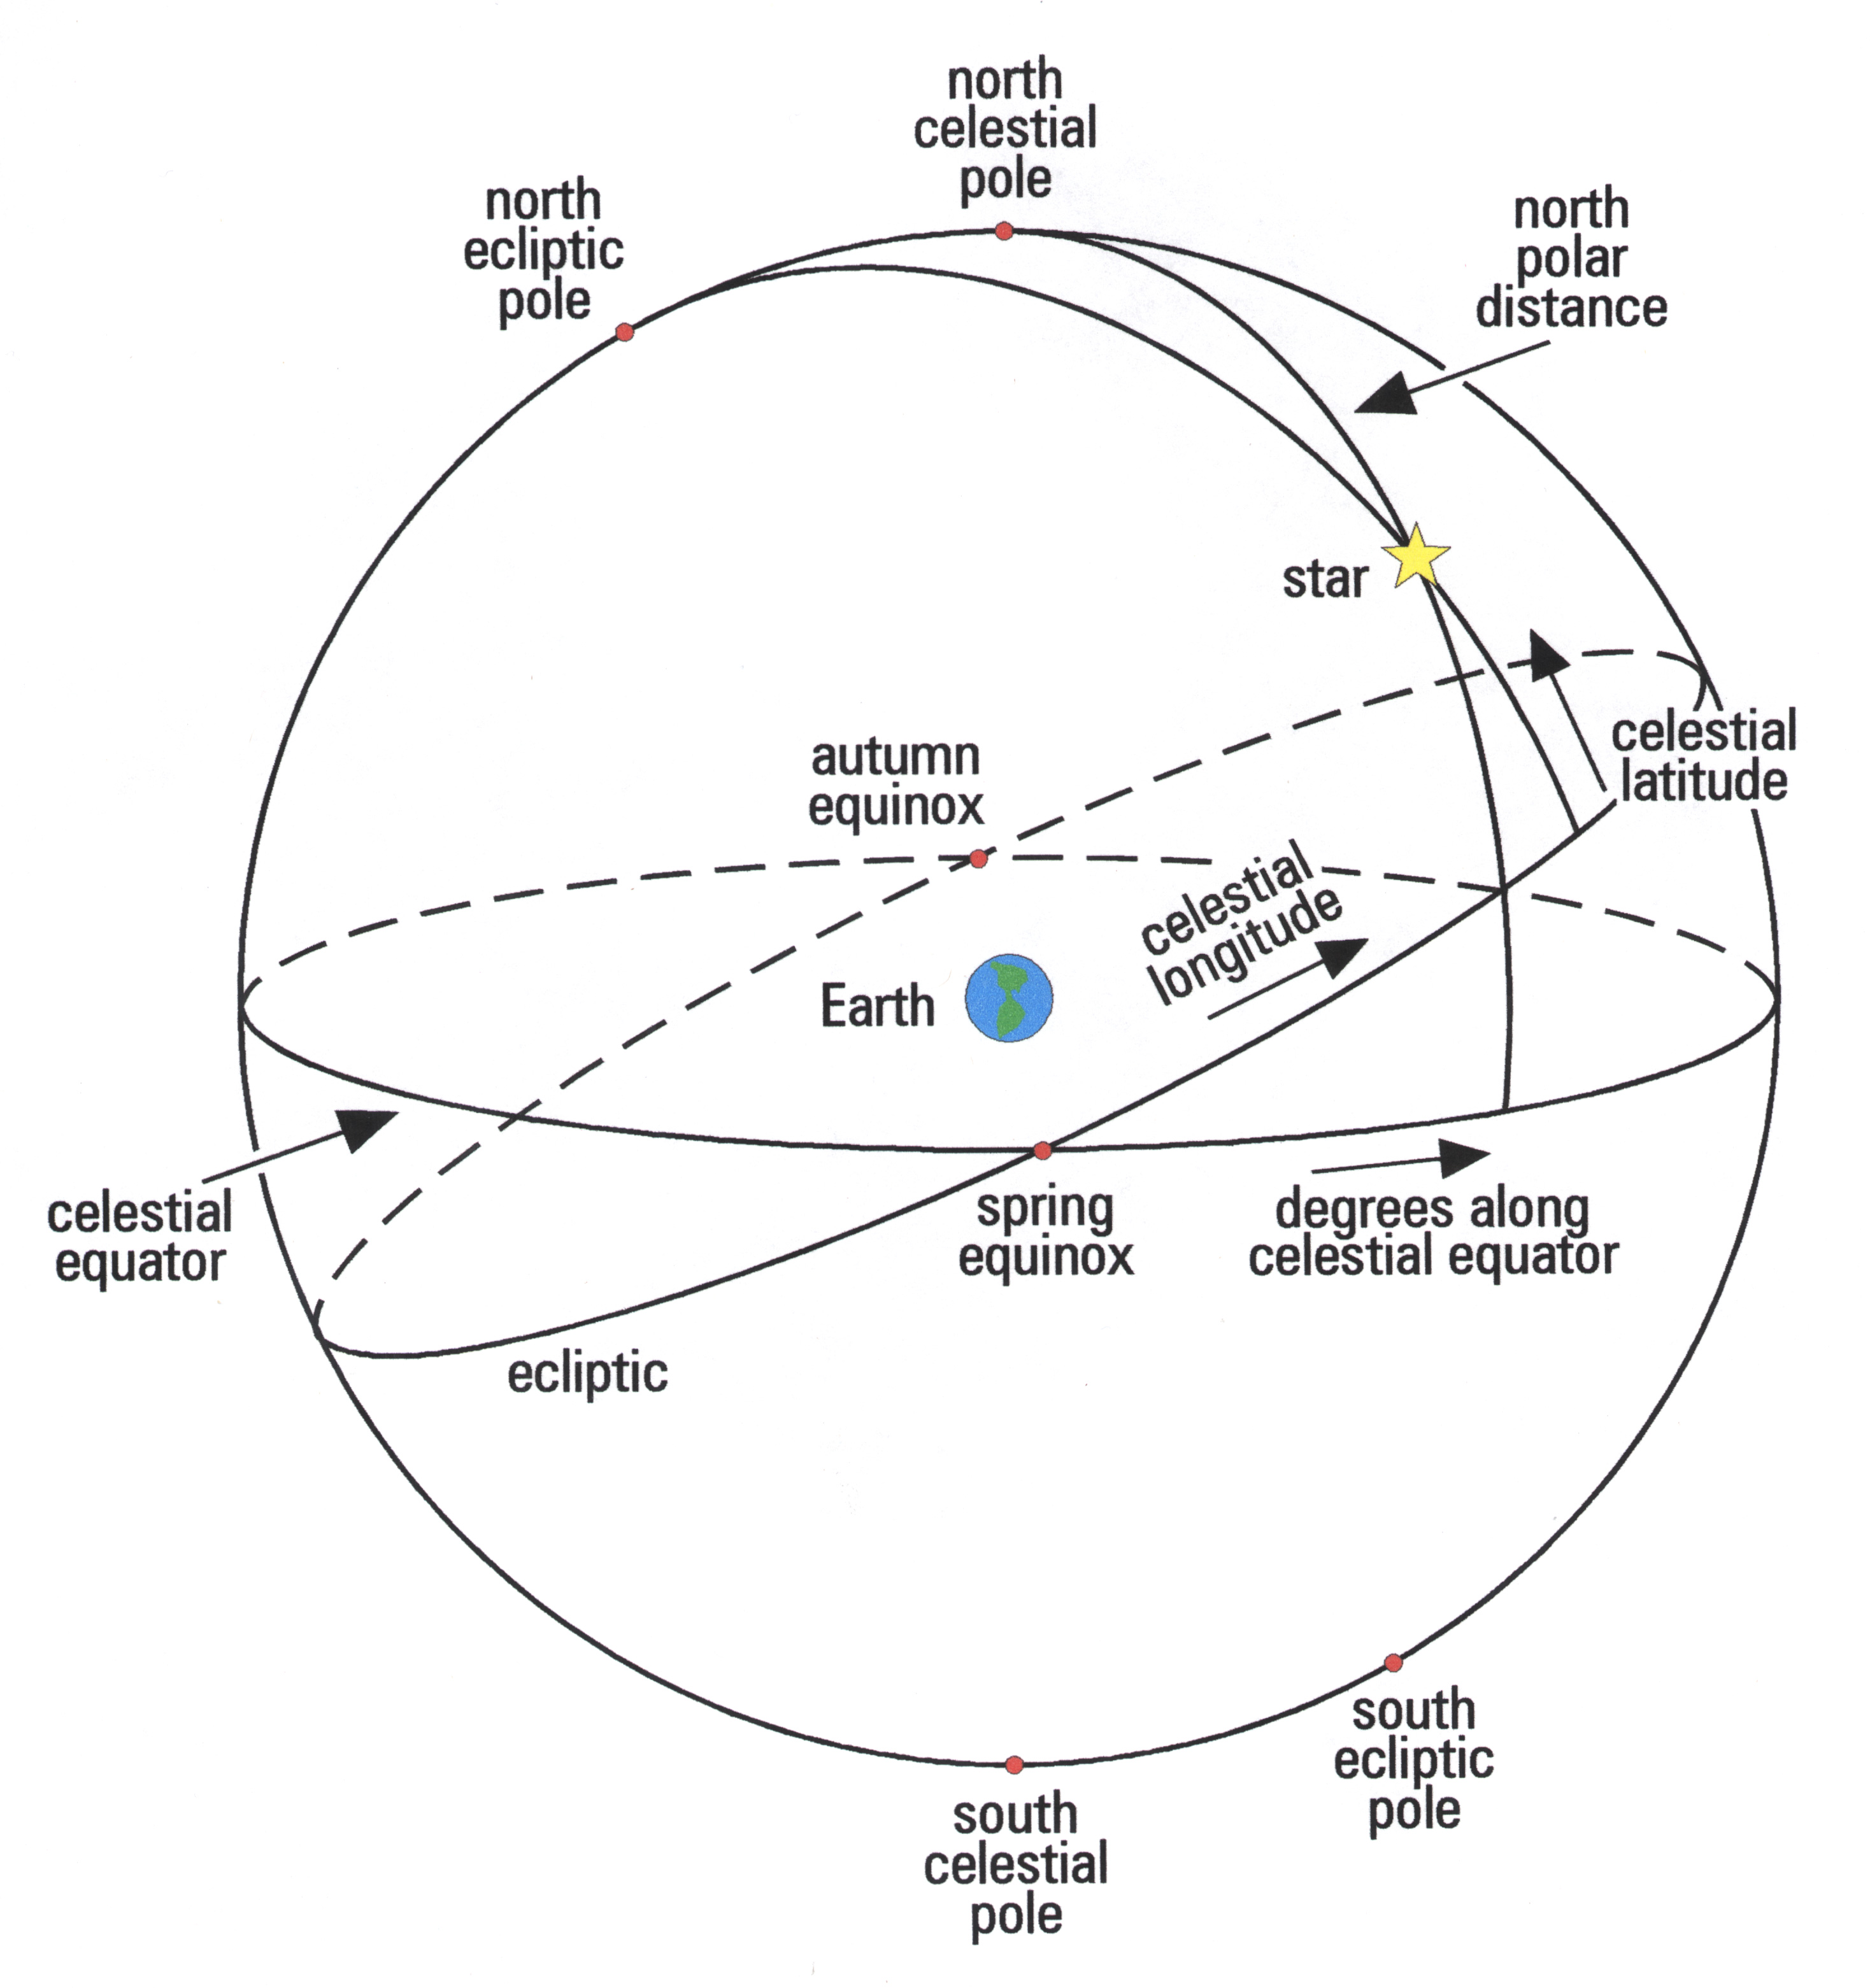 north
celestial
pole
north
ecliptic
pole
north
polar
distance
star
celestial
latitude
autumn
equinox
celestial
longitude
Earth
celestial
equator
spring
equinox
degrees along
celestial equator
ecliptic
south
ecliptic
pole
south
celestial
pole